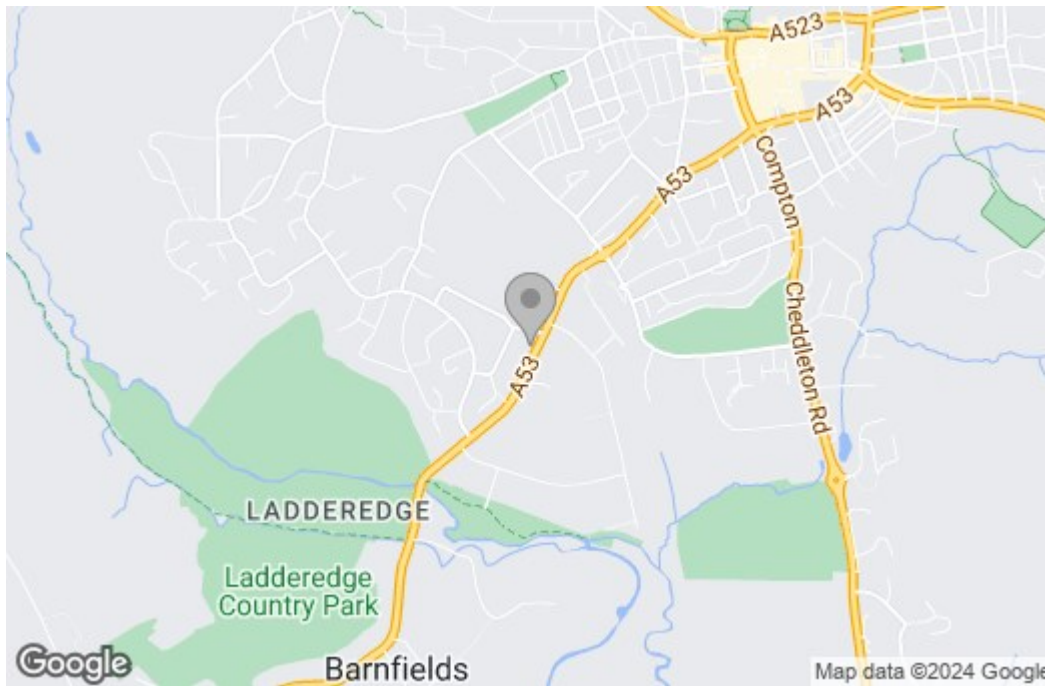 A523
A53
A53
Compton
Cheddleton Rd
A53
LADDEREDGE
Ladderedge
Country Park
Barnfields
Google
Map data ©2024 Google